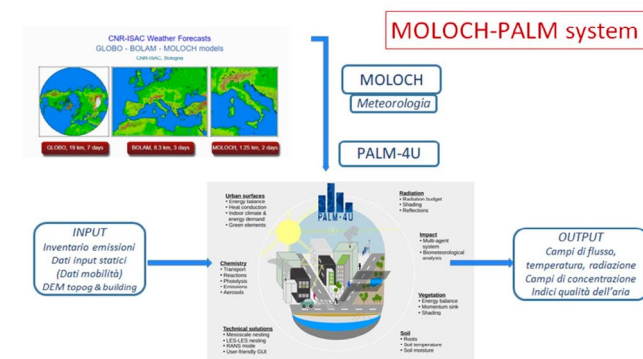 MOLOCH-PALM system
CNR-ISAC Weather Forecasts
GLOBO - BOLAM - MOLOCH models
CNR-ISAC, Bologna
GLOBO, 19 km, 7 days
BOLAM, 8.3 km, 3 days
MOLOCH, 1.25 km, 2 days
MOLOCH
Meteorologia
PALM-4U
INPUT
Inventario emissioni
Dati input statici
(Dati mobilità)
DEM topog & building
Urban surfaces
• Energy balance
• Heat conduction
• Indoor climate &
energy demand
• Green elements
Chemistry
• Transport
• Reactions
• Photolysis
• Emissions
• Aerosols
Technical solutions
• Mesoscale nesting
• LES-LES nesting
• RANS mode
• User-friendly GUI
PALM-4U
Radiation
• Radiation budget
• Shading
• Reflections
Impact
• Multi-agent
system
• Biometeorological
analysis
Vegetation
• Energy balance
• Momentum sink
• Shading
Soil
• Roots
• Soil temperature
• Soil moisture
OUTPUT
Campi di flusso,
temperatura, radiazione
Campi di concentrazione
Indici qualità dell'aria